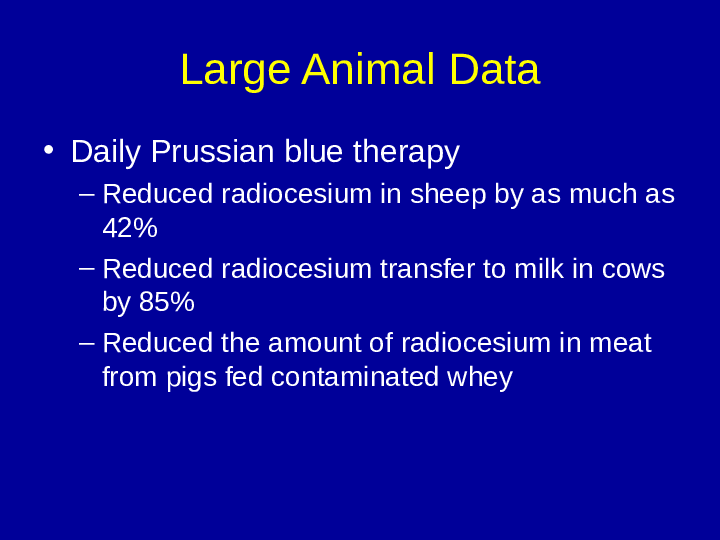 Large Animal Data
• Daily Prussian blue therapy
– Reduced radiocesium in sheep by as much as
42%
– Reduced radiocesium transfer to milk in cows
by 85%
– Reduced the amount of radiocesium in meat
from pigs fed contaminated whey